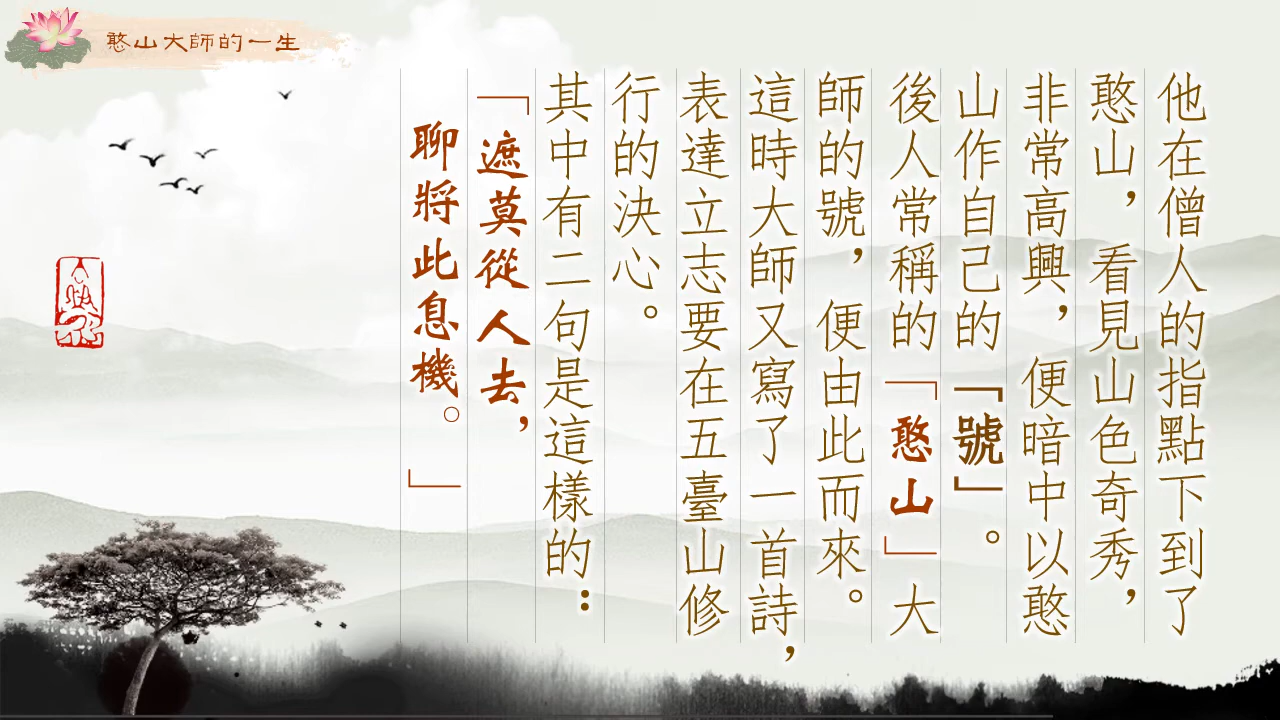 憨山大師的一生
他在僧人的指點下到了
憨山，看見山色奇秀，
非常高興，便暗中以憨
山作自己的「號」。
後人常稱的「憨山」大
師的號，便由此而來。
這時大師又寫了一首詩，
表達立志要在五臺山修
行的決心。
其中有二句是這樣的：
「遮莫從人去，
聊將此息機。」